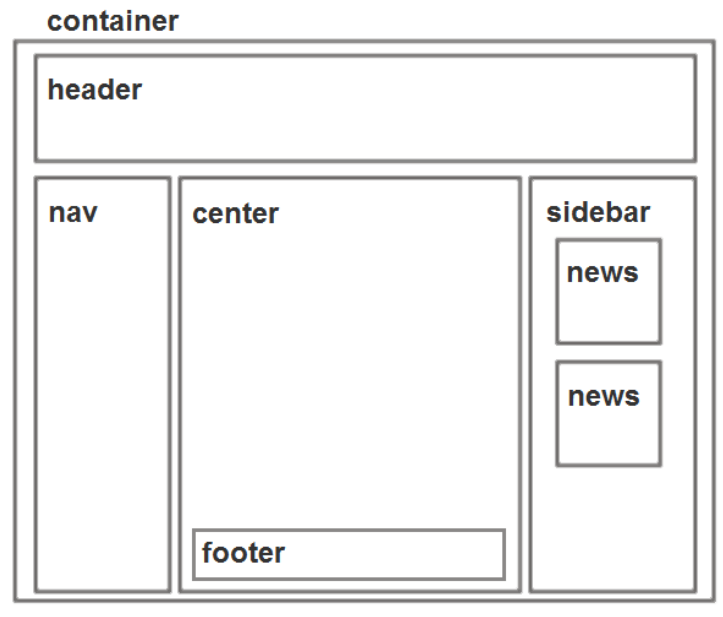 container
header
nav
center
sidebar
news
news
footer